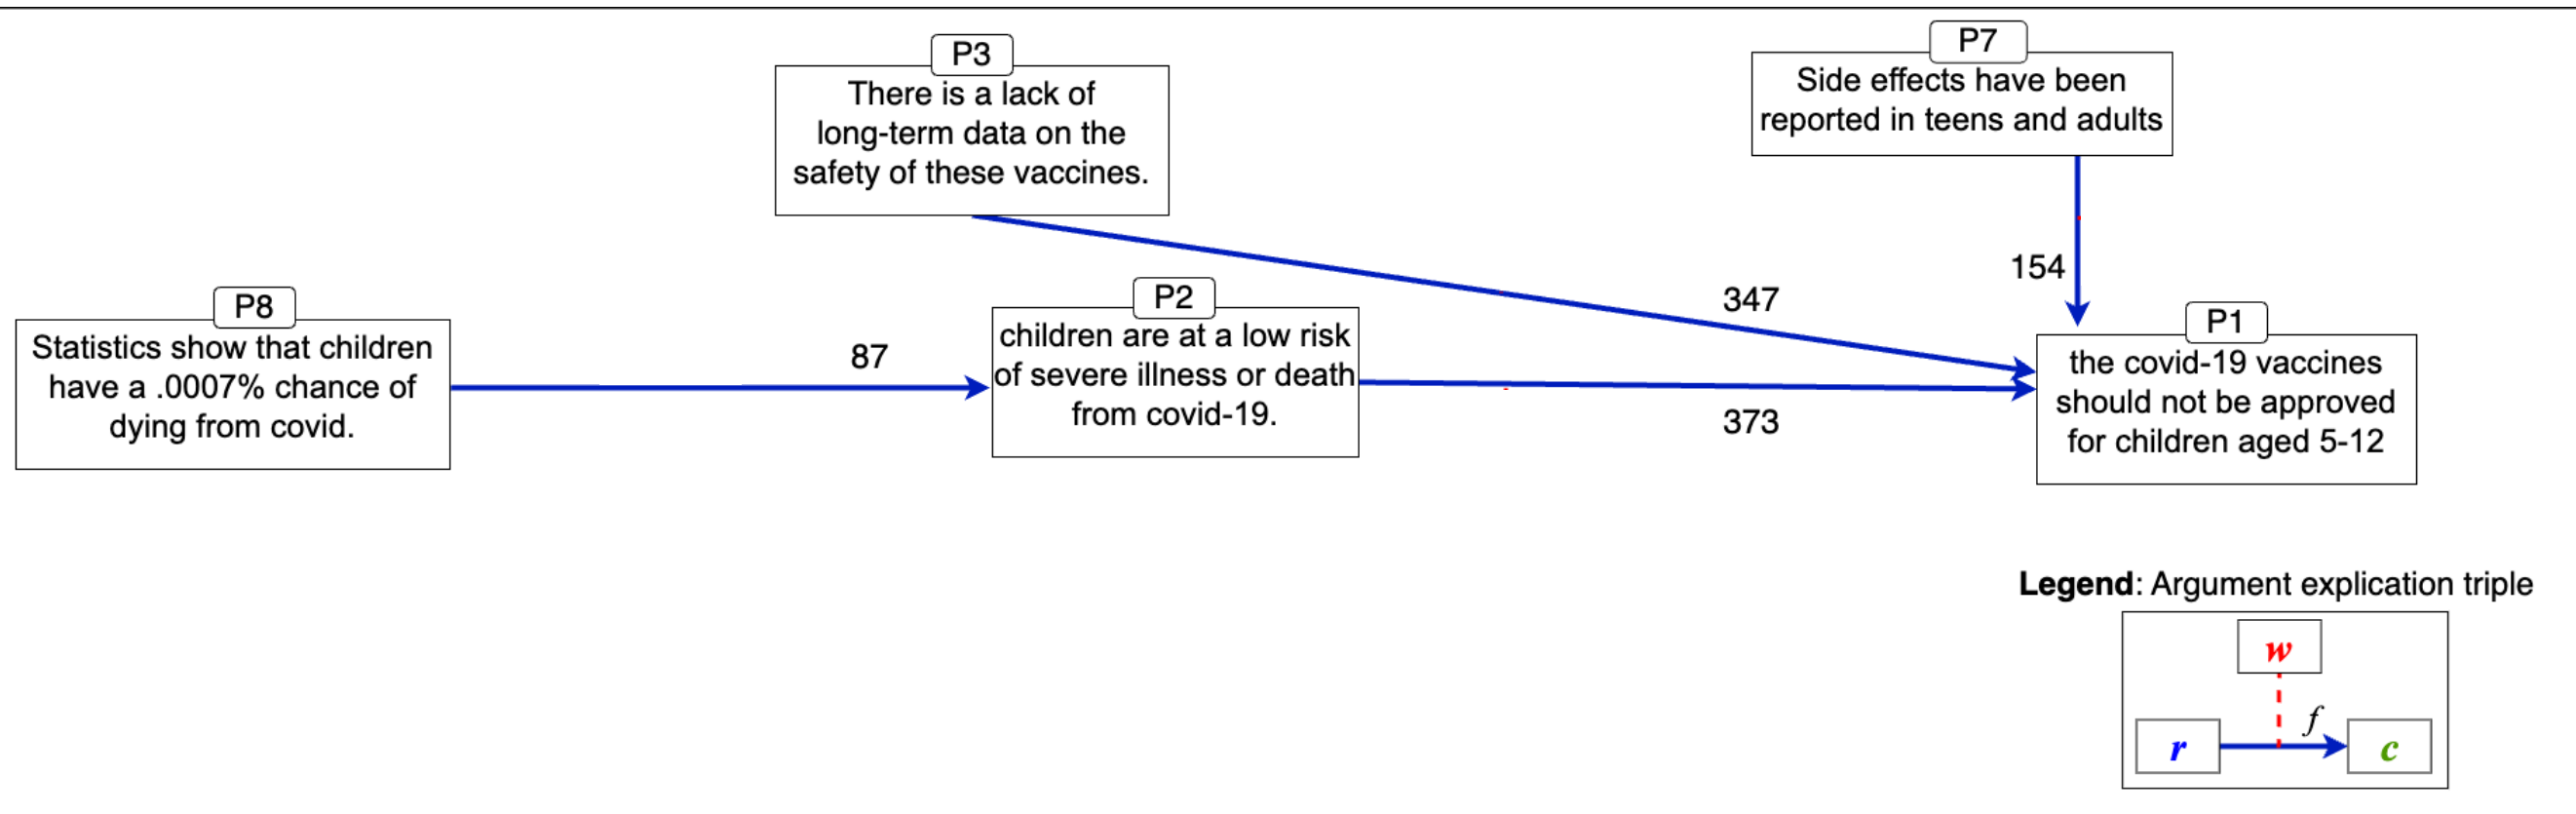 P3
There is a lack of
long-term data on the
safety of these vaccines.
P7
Side effects have been
reported in teens and adults
P8
Statistics show that children
have a .0007% chance of
dying from covid.
87
P2
children are at a low risk
of severe illness or death
from covid-19.
347
373
154
P1
the covid-19 vaccines
should not be approved
for children aged 5-12
Legend: Argument explication triple
w
f
r
c